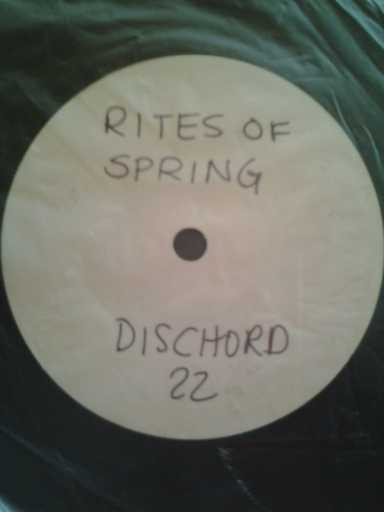 RITES OF
SPRING
DISCHORD
22